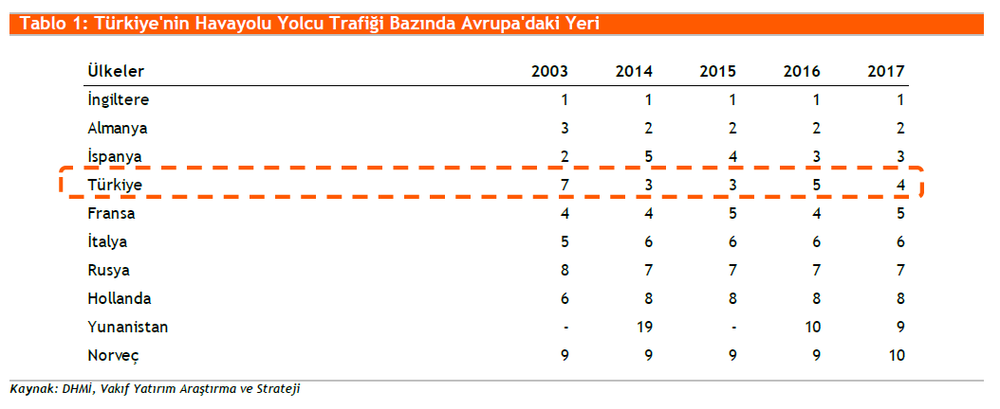 Tablo 1: Türkiye'nin Havayolu Yolcu Trafiği Bazında Avrupa'daki Yeri
Ülkeler 2003 2014 2015 2016 2017
İngiltere 1 1 1 1 1
Almanya 3 2 2 2 2
İspanya 2 5 4 3 3
Türkiye 7 3 3 5 4
Fransa 4 4 5 4 5
İtalya 5 6 6 6 6
Rusya 8 7 7 7 7
Hollanda 6 8 8 8 8
Yunanistan - 19 - 10 9
Norveç 9 9 9 9 10
Kaynak: DHMİ, Vakıf Yatırım Araştırma ve Strateji